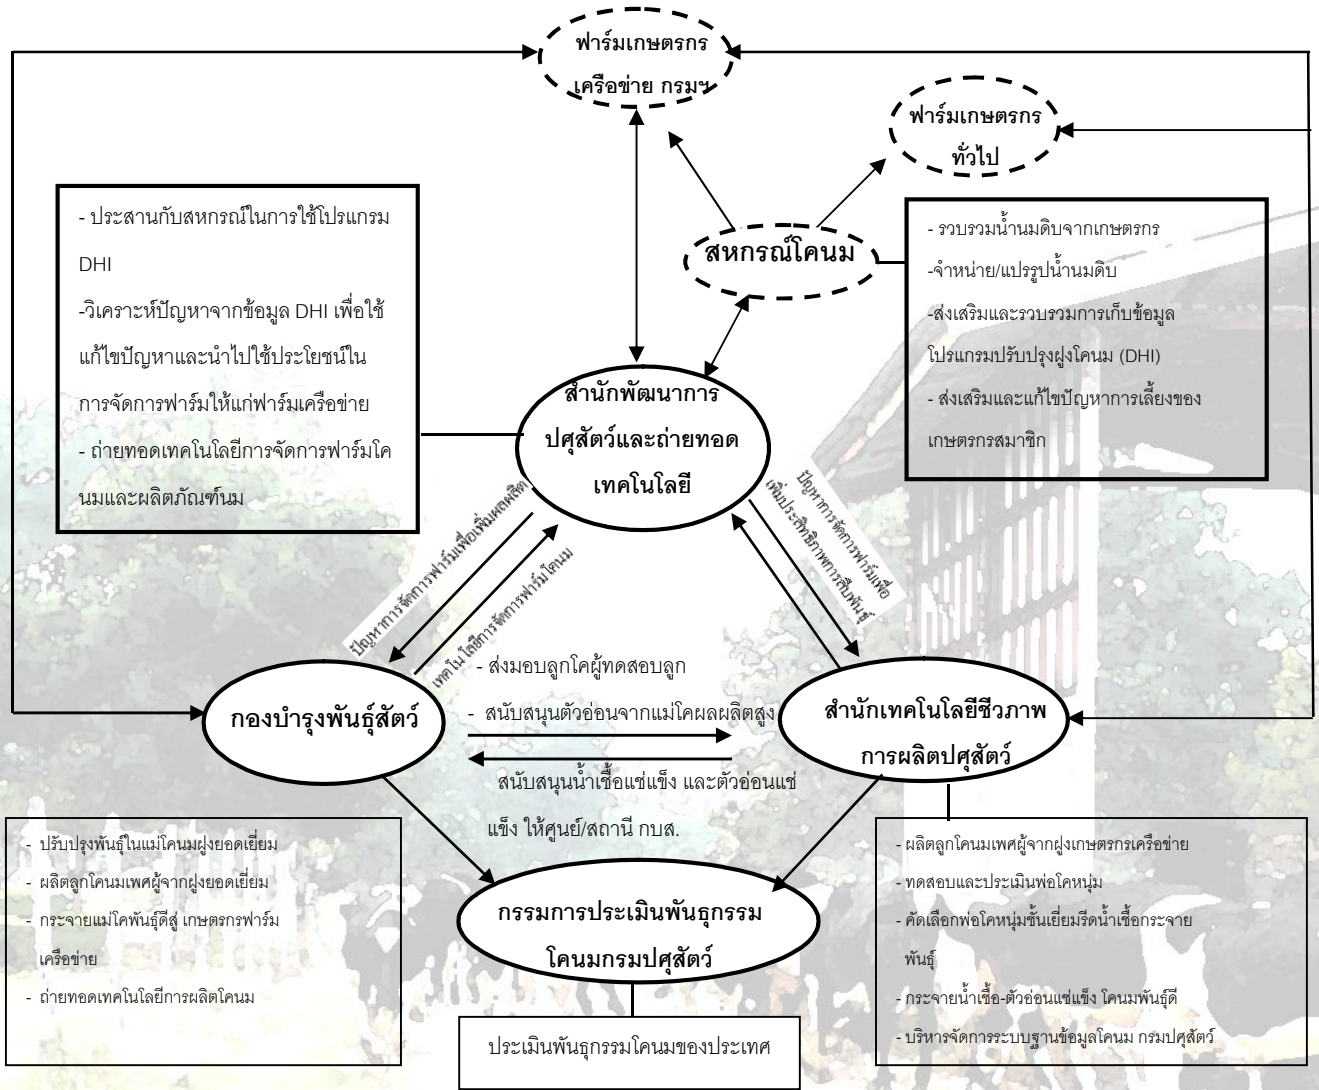 ฟาร์มเกษตรกร
เครือข่าย กรมฯ
ฟาร์มเกษตรกร
ทั่วไป
สหกรณ์โคนม
- ประสานกับสหกรณ์ในการใช้โปรแกรม
DHI
-วิเคราะห์ปัญหาจากข้อมูล DHI เพื่อใช้
แก้ไขปัญหาและนำไปใช้ประโยชน์ใน
การจัดการฟาร์มให้แก่ฟาร์มเครือข่าย
- ถ่ายทอดเทคโนโลยีการจัดการฟาร์มโค
นมและผลิตภัณฑ์นม
- รวบรวมน้ำนมดิบจากเกษตรกร
-จำหน่าย/แปรรูปน้ำนมดิบ
-ส่งเสริมและรวบรวมการเก็บข้อมูล
โปรแกรมปรับปรุงฝูงโคนม (DHI)
- ส่งเสริมและแก้ไขปัญหาการเลี้ยงของ
เกษตรกรสมาชิก
สำนักพัฒนาการ
ปศุสัตว์และถ่ายทอด
เทคโนโลยี
ปัญหาการจัดการฟาร์มเพื่อเพิ่มผลผลิต
เทคโนโลยีการจัดการฟาร์มโคนม
ปัญหาการจัดการฟาร์มเพื่อ
เพิ่มประสิทธิภาพการสืบพันธุ์
กองบำรุงพันธุ์สัตว์
- ส่งมอบลูกโคผู้ทดสอบลูก
- สนับสนุนตัวอ่อนจากแม่โคผลผลิตสูง
สนับสนุนน้ำเชื้อแช่แข็ง และตัวอ่อนแช่
แข็ง ให้ศูนย์/สถานี กบส.
สำนักเทคโนโลยีชีวภาพ
การผลิตปศุสัตว์
- ปรับปรุงพันธุ์ในแม่โคนมฝูงยอดเยี่ยม
- ผลิตลูกโคนมเพศผู้จากฝูงยอดเยี่ยม
- กระจายแม่โคพันธุ์ดีสู่ เกษตรกรฟาร์ม
เครือข่าย
- ถ่ายทอดเทคโนโลยีการผลิตโคนม
กรรมการประเมินพันธุกรรม
โคนมกรมปศุสัตว์
ประเมินพันธุกรรมโคนมของประเทศ
- ผลิตลูกโคนมเพศผู้จากฝูงเกษตรกรเครือข่าย
- ทดสอบและประเมินพ่อโคหนุ่ม
- คัดเลือกพ่อโคหนุ่มชั้นเยี่ยมรีดน้ำเชื้อกระจาย
พันธุ์
- กระจายน้ำเชื้อ-ตัวอ่อนแช่แข็ง โคนมพันธุ์ดี
- บริหารจัดการระบบฐานข้อมูลโคนม กรมปศุสัตว์